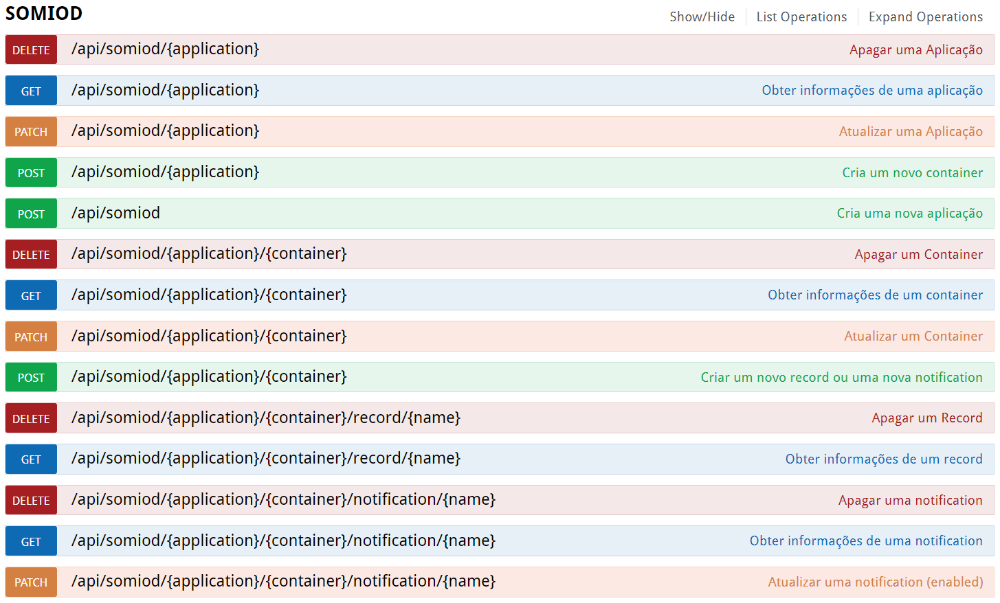 SOMIOD Show/Hide List Operations Expand Operations
DELETE /api/somiod/{application} Apagar uma Aplicação
GET /api/somiod/{application} Obter informações de uma aplicação
PATCH /api/somiod/{application} Atualizar uma Aplicação
POST /api/somiod/{application} Cria um novo container
POST /api/somiod Cria uma nova aplicação
DELETE /api/somiod/{application}/{container} Apagar um Container
GET /api/somiod/{application}/{container} Obter informações de um container
PATCH /api/somiod/{application}/{container} Atualizar um Container
POST /api/somiod/{application}/{container} Criar um novo record ou uma nova notification
DELETE /api/somiod/{application}/{container}/record/{name} Apagar um Record
GET /api/somiod/{application}/{container}/record/{name} Obter informações de um record
DELETE /api/somiod/{application}/{container}/notification/{name} Apagar uma notification
GET /api/somiod/{application}/{container}/notification/{name} Obter informações de uma notification
PATCH /api/somiod/{application}/{container}/notification/{name} Atualizar uma notification (enabled)